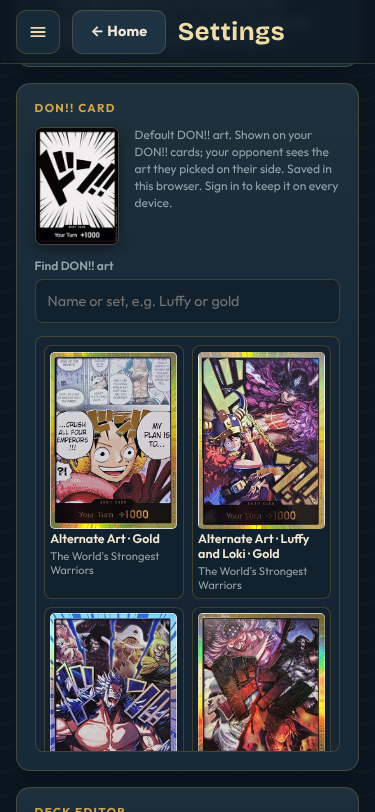 ← Home
Settings
DON!! CARD
Default DON!! art. Shown on your
DON!! cards; your opponent sees the
art they picked on their side. Saved in
this browser. Sign in to keep it on every
device.
ドン!!
Your Turn +1000
Find DON!! art
Name or set, e.g. Luffy or gold
...CRUSH
ALL FOUR
EMPERORS
!!!
MY
PLAN IS
TO...
?!
Your Turn +1000
Alternate Art · Gold
The World's Strongest
Warriors
ドン!!
Your Turn +1000
Alternate Art · Luffy
and Loki · Gold
The World's Strongest
Warriors
DECK EDITOR